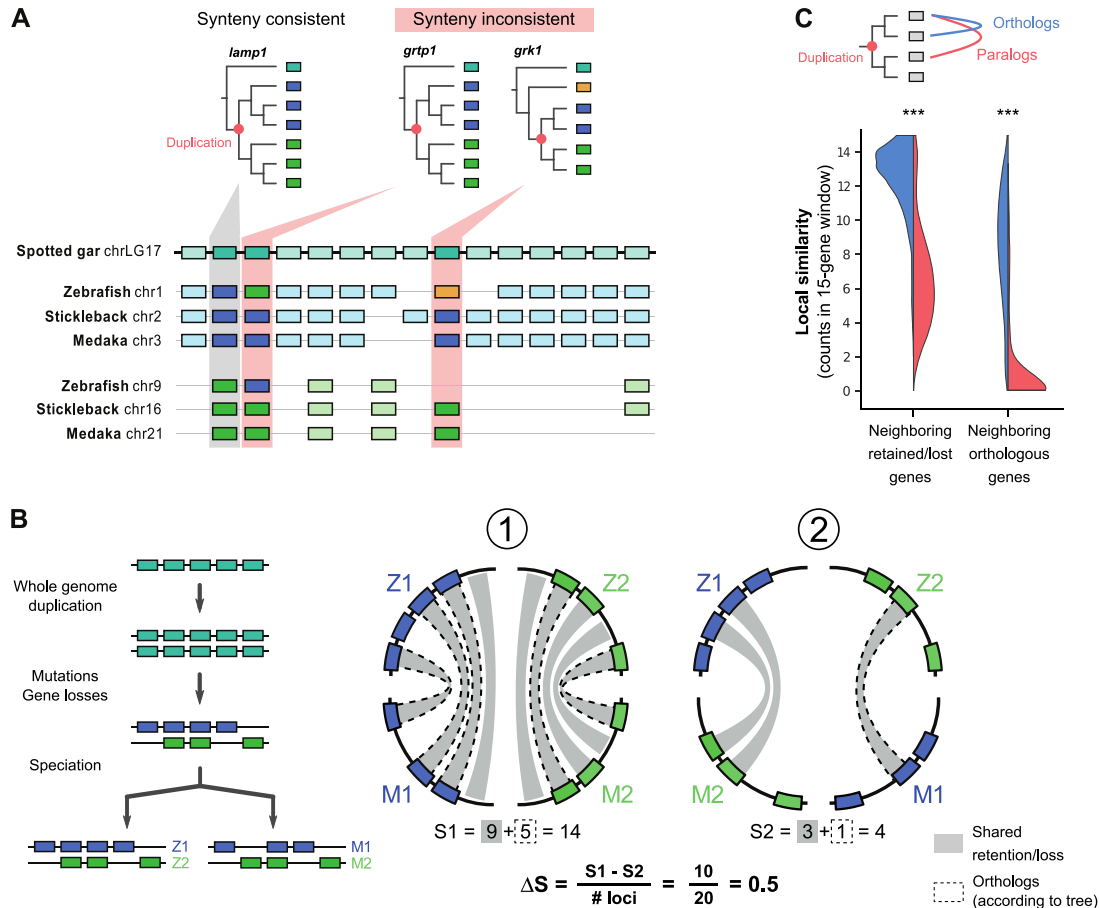 A
Synteny consistent
Synteny inconsistent
lamp1
grtp1
grk1
Duplication
Spotted gar chrLG17
Zebrafish chr1
Stickleback chr2
Medaka chr3
Zebrafish chr9
Stickleback chr16
Medaka chr21
C
Duplication
Orthologs
Paralogs
***
***
14
12
10
8
6
4
2
0
Local similarity
(counts in 15-gene window)
Neighboring
retained/lost
genes
Neighboring
orthologous
genes
B
Whole genome
duplication
Mutations
Gene losses
Speciation
Z1
Z2
M1
M2
1
Z1
Z2
M1
M2
S1 = 9 + 5 = 14
2
Z1
Z2
M2
M1
S2 = 3 + 1 = 4
ΔS = S1 - S2 / # loci = 10 / 20 = 0.5
Shared
retention/loss
Orthologs
(according to tree)